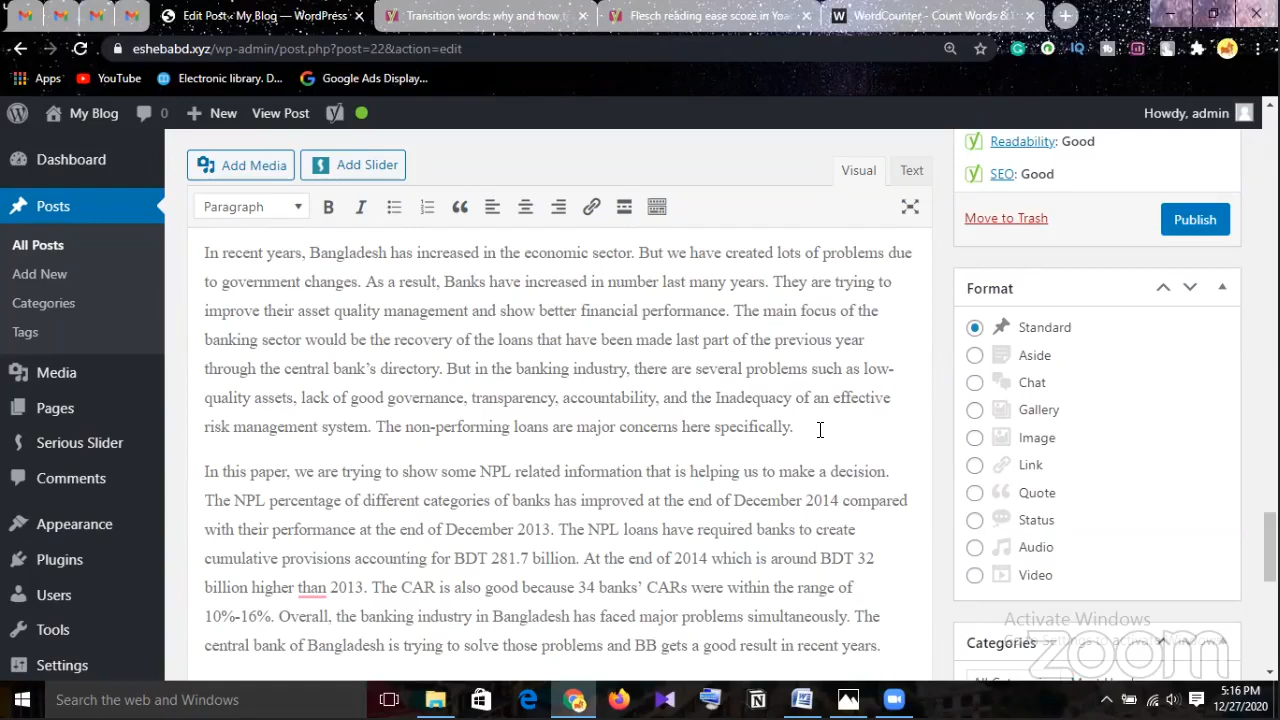 Edit Post ‹ My Blog — WordPress
Transition words: why and how t
Flesch reading ease score in Yoa
WordCounter - Count Words &
eshebabd.xyz/wp-admin/post.php?post=22&action=edit
Apps
YouTube
Electronic library. D...
Google Ads Display...
My Blog
0
New
View Post
Howdy, admin
Dashboard
Posts
All Posts
Add New
Categories
Tags
Media
Pages
Serious Slider
Comments
Appearance
Plugins
Users
Tools
Settings
Add Media
Add Slider
Visual
Text
Paragraph
In recent years, Bangladesh has increased in the economic sector. But we have created lots of problems due
to government changes. As a result, Banks have increased in number last many years. They are trying to
improve their asset quality management and show better financial performance. The main focus of the
banking sector would be the recovery of the loans that have been made last part of the previous year
through the central bank’s directory. But in the banking industry, there are several problems such as low-
quality assets, lack of good governance, transparency, accountability, and the Inadequacy of an effective
risk management system. The non-performing loans are major concerns here specifically.
In this paper, we are trying to show some NPL related information that is helping us to make a decision.
The NPL percentage of different categories of banks has improved at the end of December 2014 compared
with their performance at the end of December 2013. The NPL loans have required banks to create
cumulative provisions accounting for BDT 281.7 billion. At the end of 2014 which is around BDT 32
billion higher than 2013. The CAR is also good because 34 banks’ CARs were within the range of
10%-16%. Overall, the banking industry in Bangladesh has faced major problems simultaneously. The
central bank of Bangladesh is trying to solve those problems and BB gets a good result in recent years.
Readability: Good
SEO: Good
Move to Trash
Publish
Format
Standard
Aside
Chat
Gallery
Image
Link
Quote
Status
Audio
Video
Activate Windows
Categories
zoom
Search the web and Windows
5:16 PM
12/27/2020